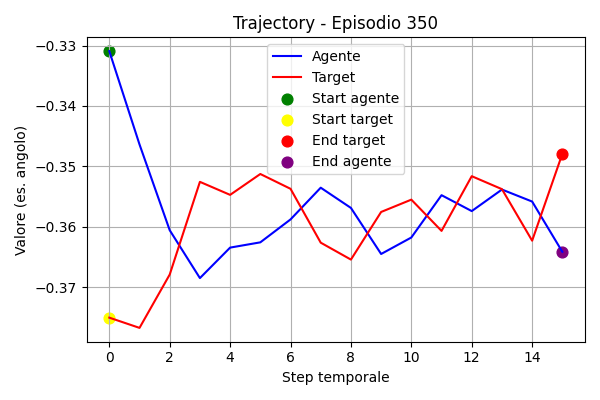 Trajectory - Episodio 350
Valore (es. angolo)
−0.33
−0.34
−0.35
−0.36
−0.37
Agente
Target
Start agente
Start target
End target
End agente
0 2 4 6 8 10 12 14
Step temporale